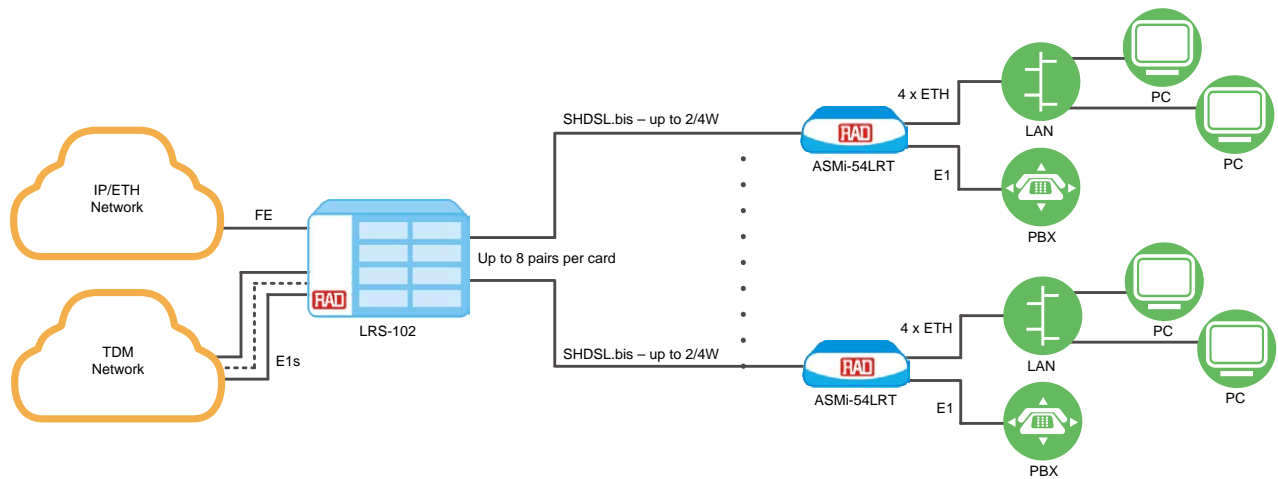 IP/ETH
Network
FE
TDM
Network
E1s
RAD
LRS-102
Up to 8 pairs per card
SHDSL.bis – up to 2/4W
RAD
ASMi-54LRT
4 x ETH
E1
LAN
PC
PC
PBX
SHDSL.bis – up to 2/4W
RAD
ASMi-54LRT
4 x ETH
E1
LAN
PC
PC
PBX